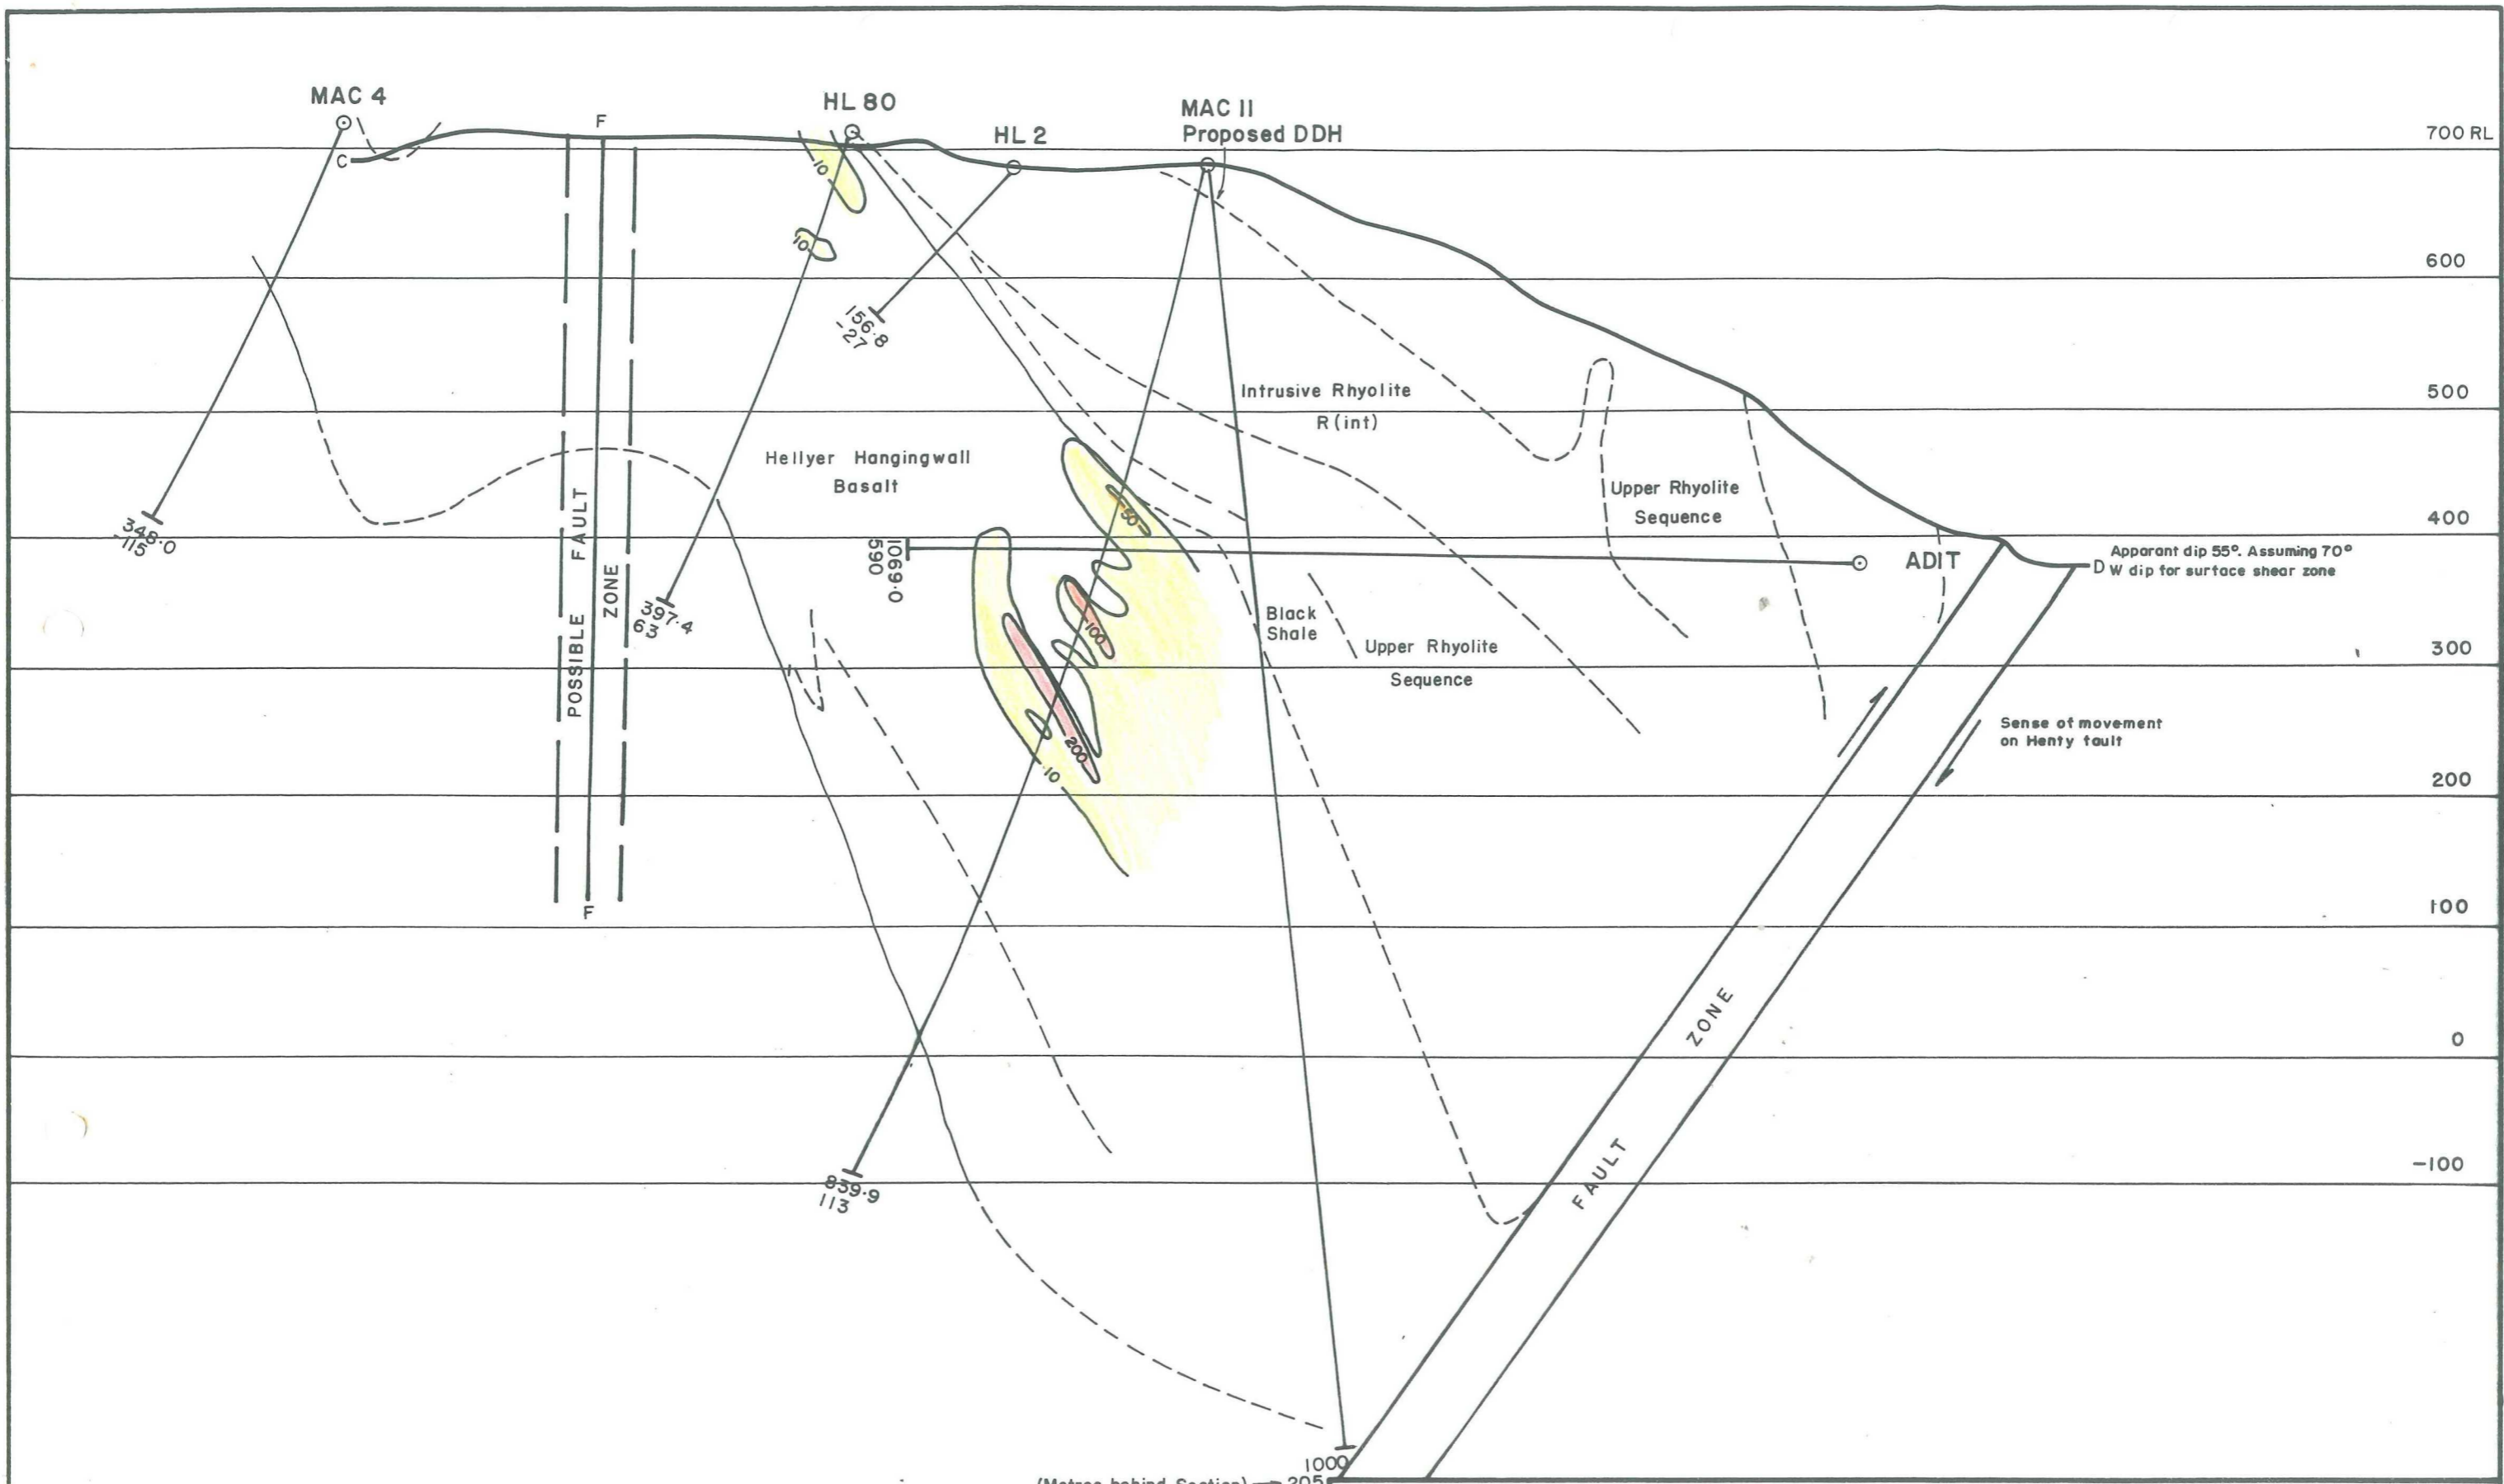 MAC 4
HL 80
HL 2
MAC 11
Proposed DDH
700 RL
F
C
10
10
600
156.8
-27
Intrusive Rhyolite
R (int)
500
Hellyer Hangingwall
Basalt
Upper Rhyolite
Sequence
50
400
348.0
-115
POSSIBLE FAULT
ZONE
1069.0
590
ADIT
D
Apparant dip 55°. Assuming 70°
W dip for surface shear zone
397.4
63
100
Black
Shale
Upper Rhyolite
Sequence
300
200
10
Sense of movement
on Henty fault
200
F
100
FAULT ZONE
0
-100
839.9
113
1000
(Metres behind Section) 205